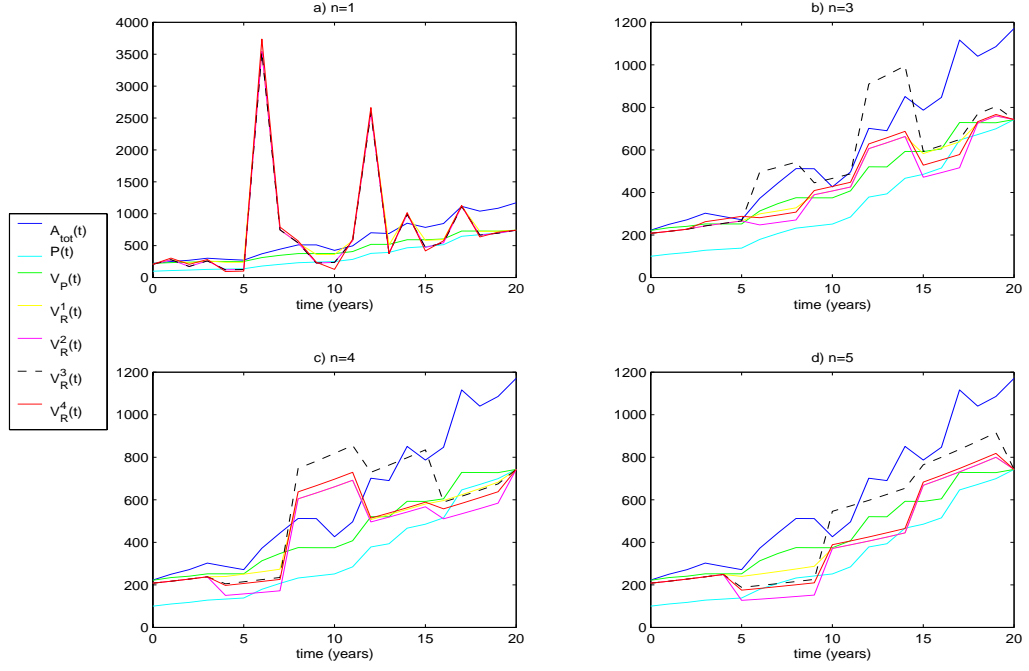 a) n=1
4000
3500
3000
2500
2000
1500
1000
500
0
0 5 10 15 20
time (years)
b) n=3
1200
1000
800
600
400
200
0
0 5 10 15 20
time (years)
A_tot(t)
P(t)
V_P(t)
V_R^1(t)
V_R^2(t)
V_R^3(t)
V_R^4(t)
c) n=4
1200
1000
800
600
400
200
0
0 5 10 15 20
time (years)
d) n=5
1200
1000
800
600
400
200
0
0 5 10 15 20
time (years)